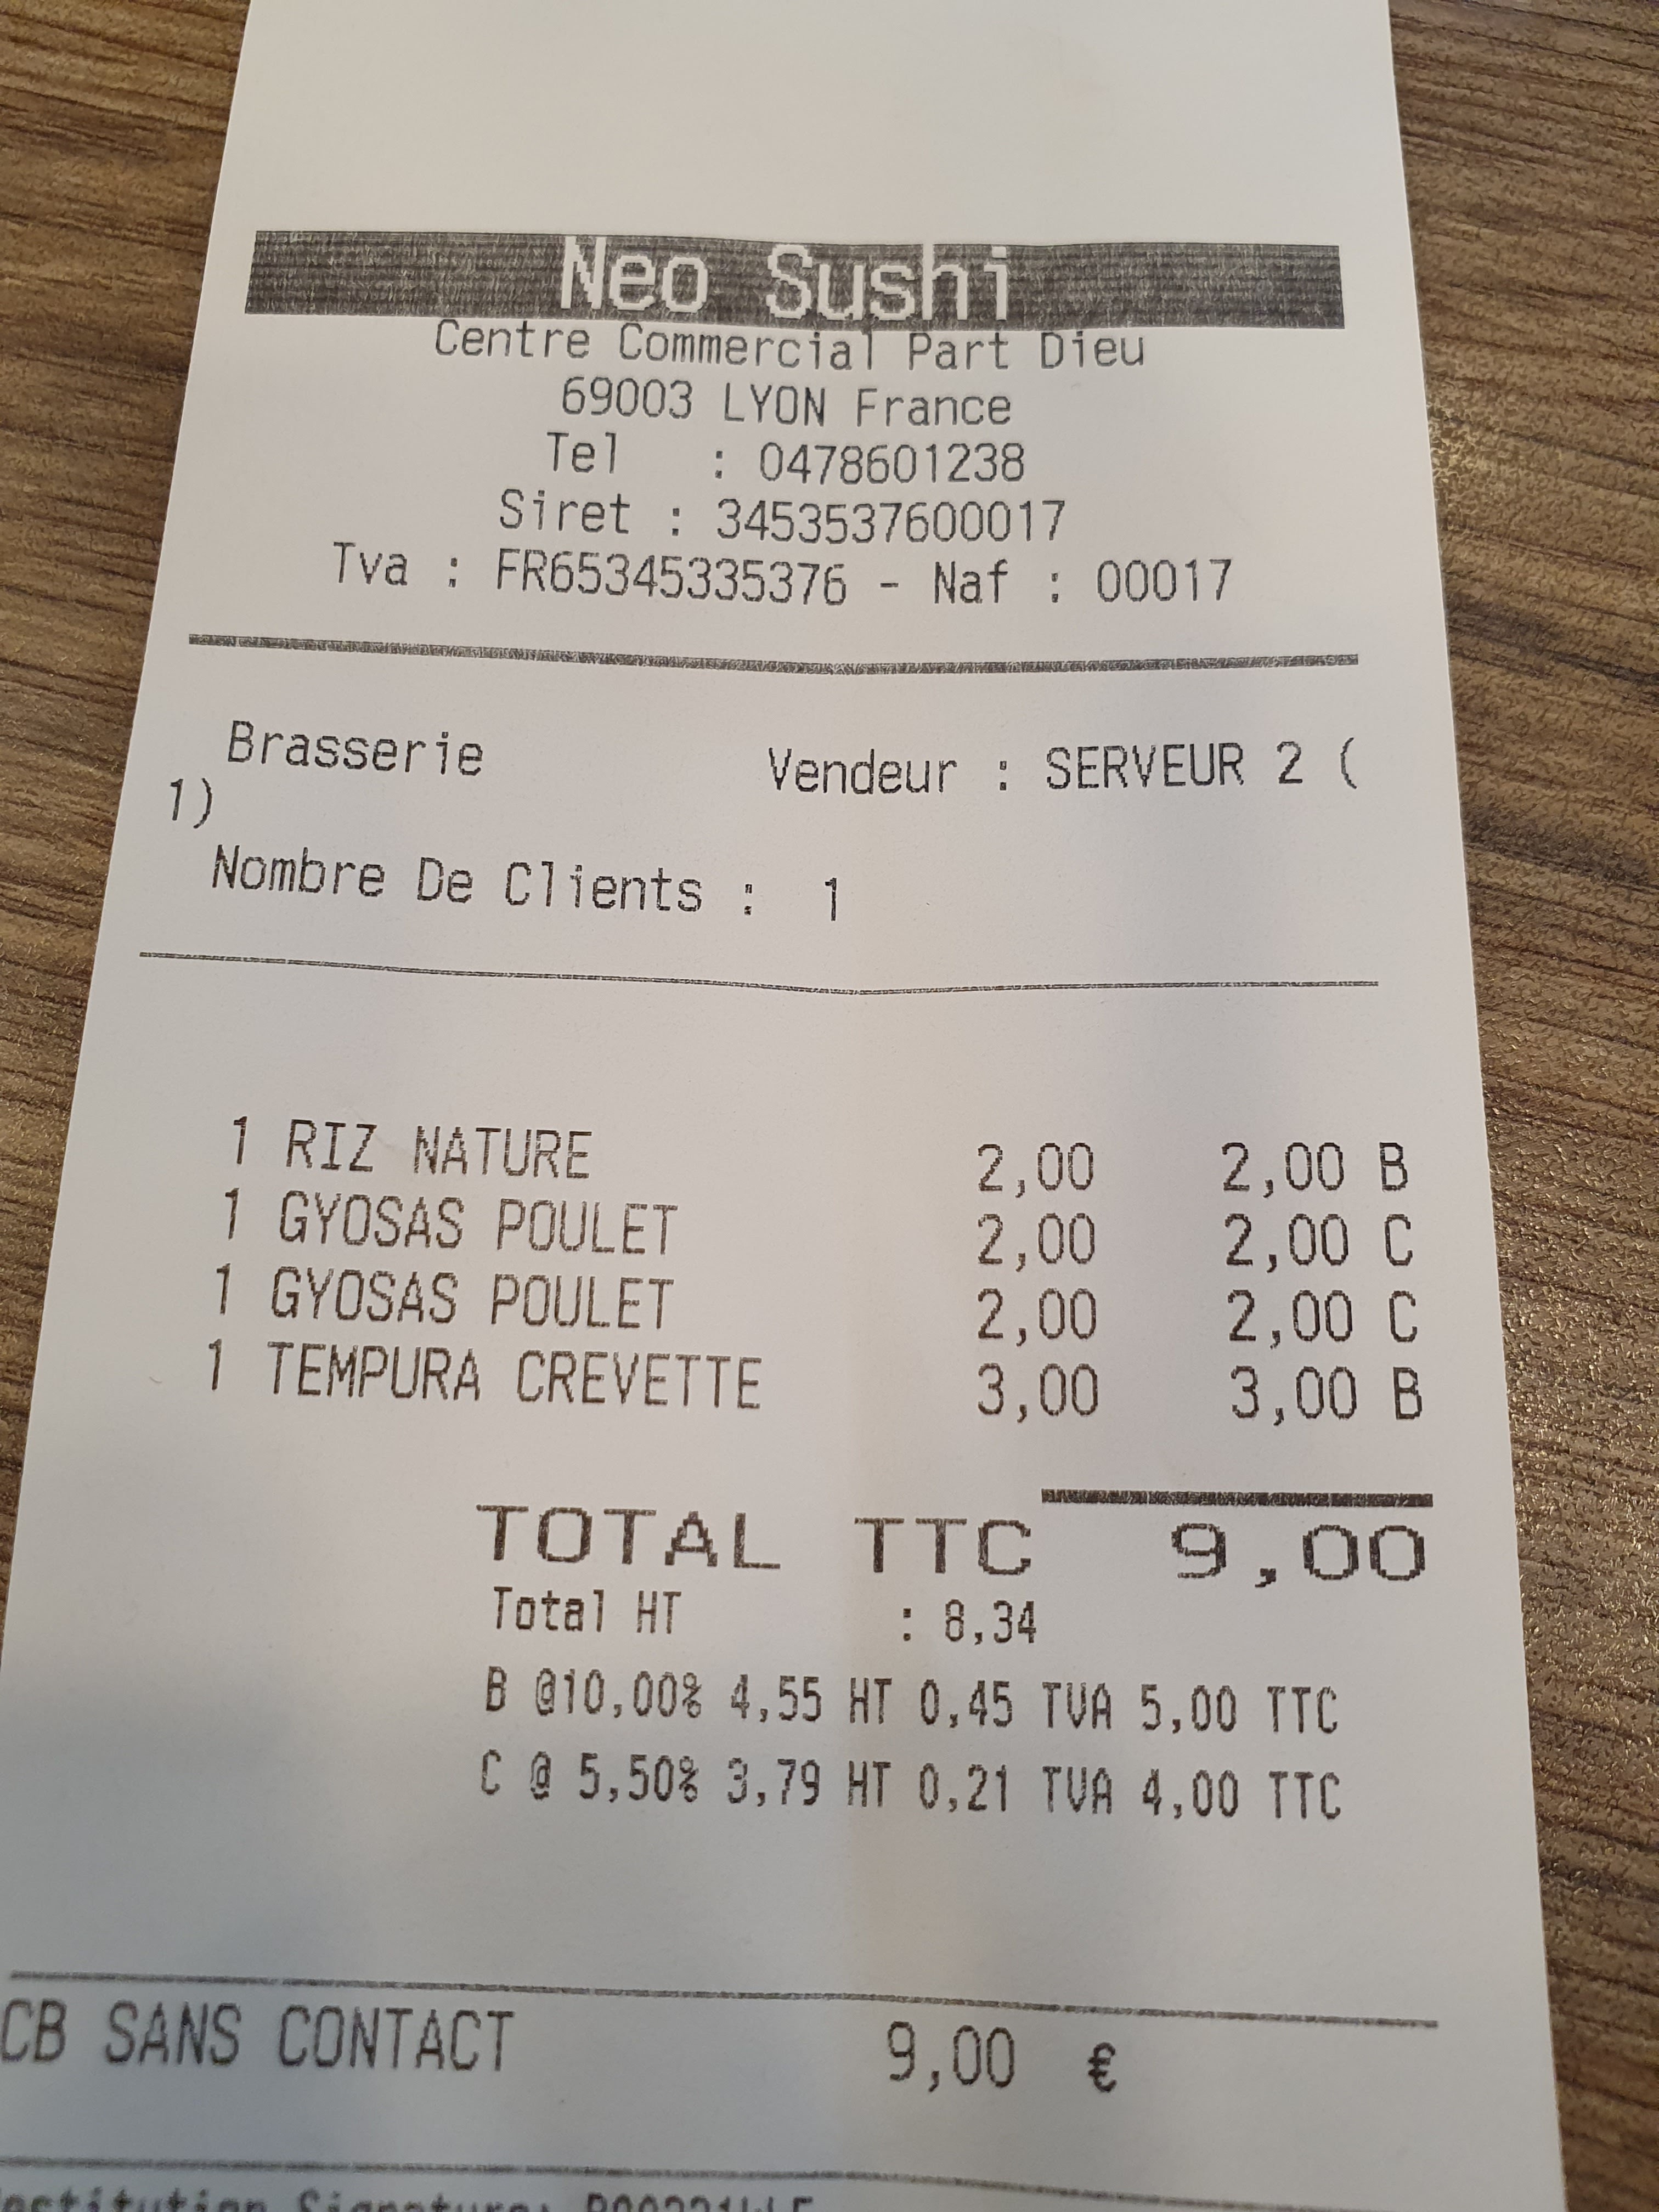 Neo Sushi
Centre Commercial Part Dieu
69003 LYON France
Tel : 0478601238
Siret : 3453537600017
Tva : FR65345335376 - Naf : 00017
Brasserie Vendeur : SERVEUR 2 (
1)
Nombre De Clients : 1
1 RIZ NATURE 2,00 2,00 B
1 GYOSAS POULET 2,00 2,00 C
1 GYOSAS POULET 2,00 2,00 C
1 TEMPURA CREVETTE 3,00 3,00 B
TOTAL TTC 9,00
Total HT : 8,34
B @10,00% 4,55 HT 0,45 TVA 5,00 TTC
C @ 5,50% 3,79 HT 0,21 TVA 4,00 TTC
CB SANS CONTACT 9,00 €
Signature: